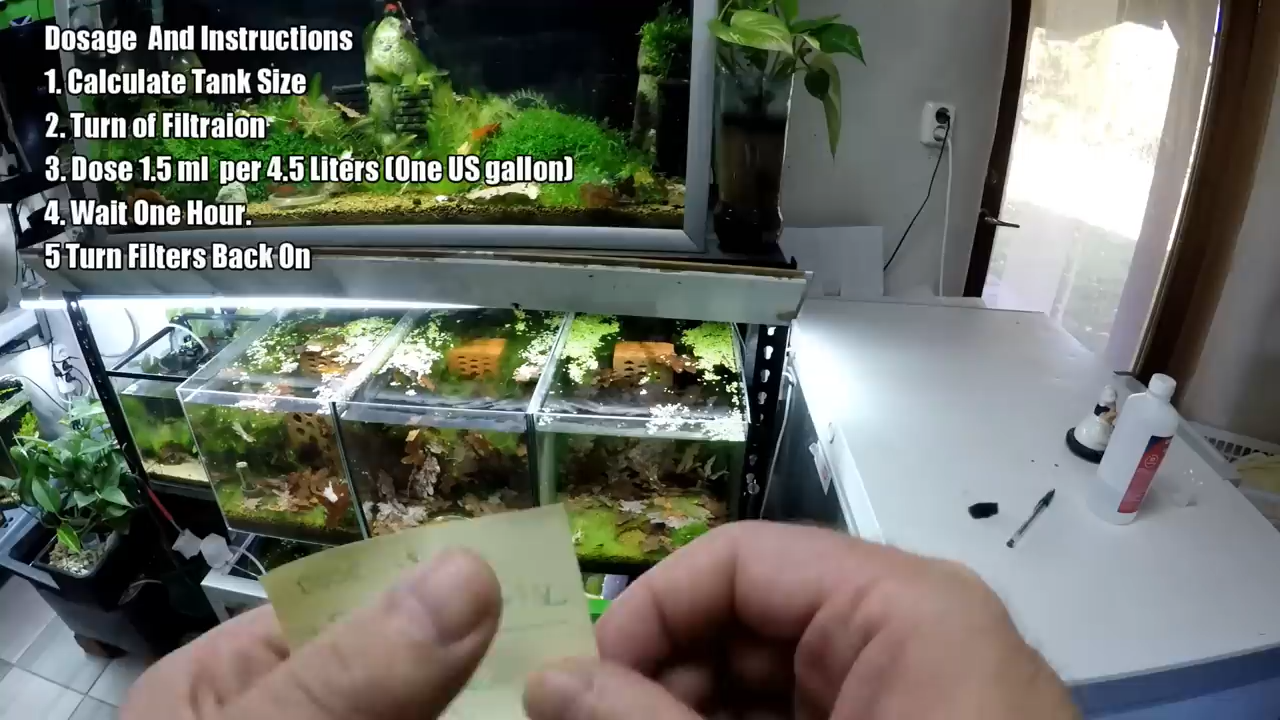 Dosage And Instructions
1. Calculate Tank Size
2. Turn of Filtraion
3. Dose 1.5 ml per 4.5 Liters (One US gallon)
4. Wait One Hour.
5 Turn Filters Back On